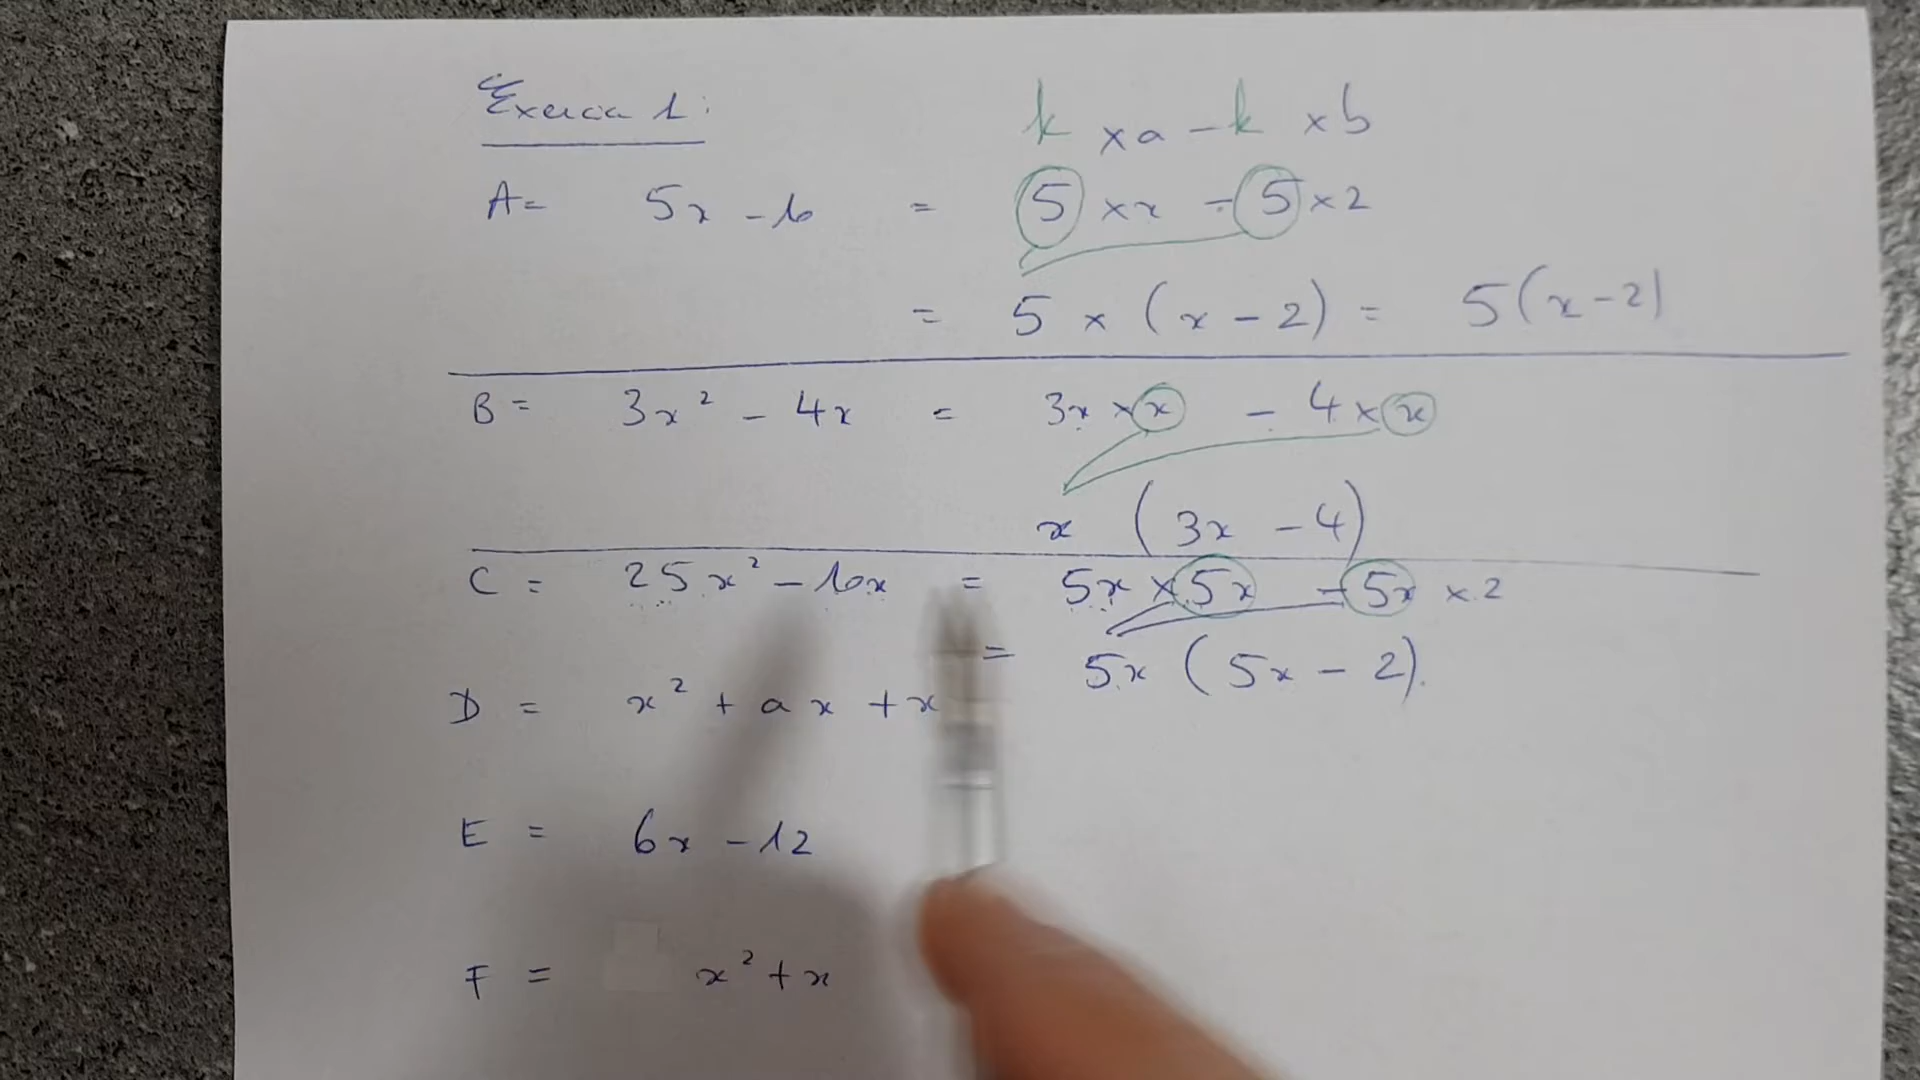 Exercice 1:
k × a - k × b
A = 5x - 10 = 5 × x - 5 × 2
= 5 × (x - 2) = 5(x - 2)
B = 3x² - 4x = 3x × x - 4 × x
x (3x - 4)
C = 25x² - 10x = 5x × 5x - 5x × 2
= 5x (5x - 2).
D = x² + ax + x
E = 6x - 12
F = x² + x